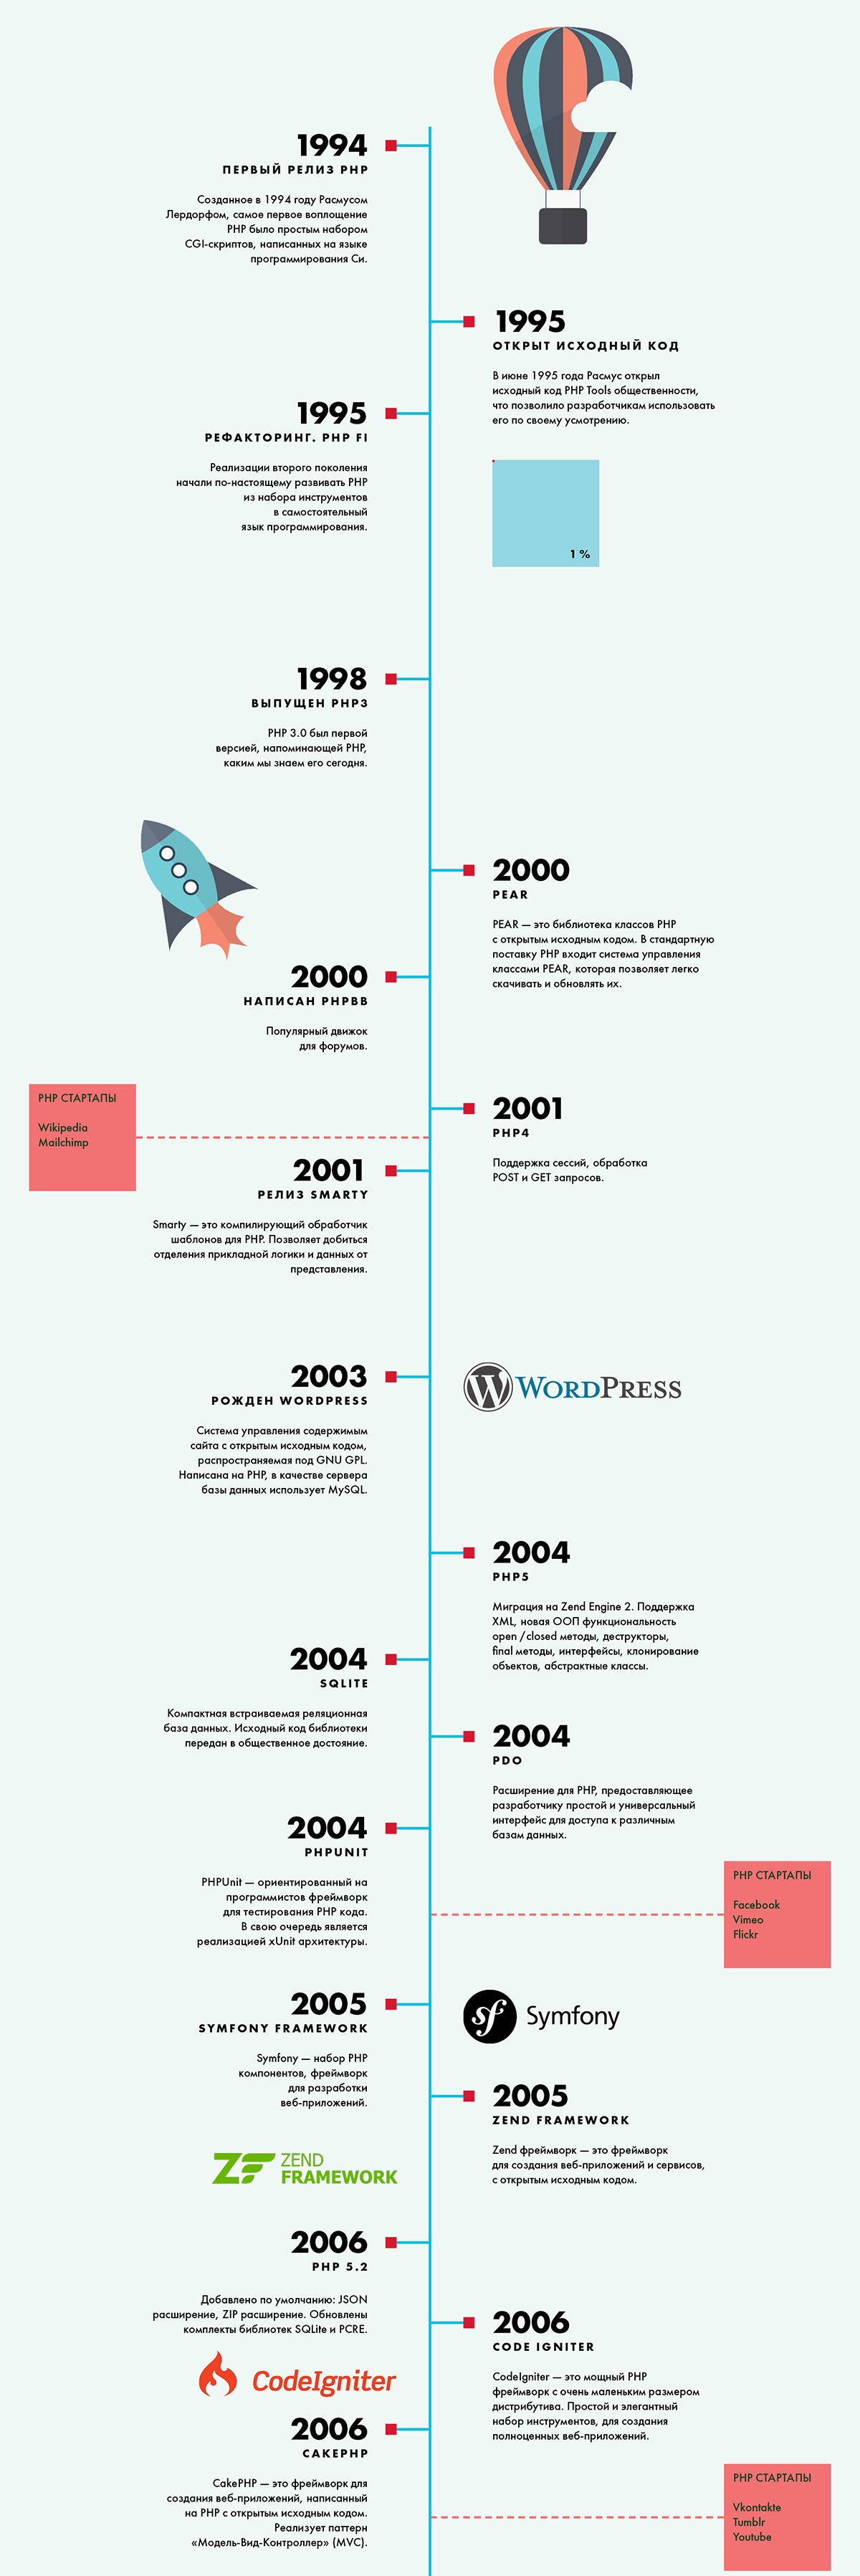 1994
ПЕРВЫЙ РЕЛИЗ PHP
Созданное в 1994 году Расмусом
Лердорфом, самое первое воплощение
PHP было простым набором
CGI-скриптов, написанных на языке
программирования Си.
1995
ОТКРЫТ ИСХОДНЫЙ КОД
В июне 1995 года Расмус открыл
исходный код PHP Tools общественности,
что позволило разработчикам использовать
его по своему усмотрению.
1 %
1995
РЕФАКТОРИНГ. PHP FI
Реализации второго поколения
начали по-настоящему развивать PHP
из набора инструментов
в самостоятельный
язык программирования.
1998
ВЫПУЩЕН PHP3
PHP 3.0 был первой
версией, напоминающей PHP,
каким мы знаем его сегодня.
2000
PEAR
PEAR — это библиотека классов PHP
с открытым исходным кодом. В стандартную
поставку PHP входит система управления
классами PEAR, которая позволяет легко
скачивать и обновлять их.
2000
НАПИСАН PHPBB
Популярный движок
для форумов.
PHP СТАРТАПЫ
Wikipedia
Mailchimp
2001
PHP4
Поддержка сессий, обработка
POST и GET запросов.
2001
РЕЛИЗ SMARTY
Smarty — это компилирующий обработчик
шаблонов для PHP. Позволяет добиться
отделения прикладной логики и данных от
представления.
2003
РОЖДЕН WORDPRESS
Система управления содержимым
сайта с открытым исходным кодом,
распространяемая под GNU GPL.
Написана на PHP, в качестве сервера
базы данных использует MySQL.
WORDPRESS
2004
PHP5
Миграция на Zend Engine 2. Поддержка
XML, новая ООП функциональность
open /closed методы, деструкторы,
final методы, интерфейсы, клонирование
объектов, абстрактные классы.
2004
SQLITE
Компактная встраиваемая реляционная
база данных. Исходный код библиотеки
передан в общественное достояние.
2004
PDO
Расширение для PHP, предоставляющее
разработчику простой и универсальный
интерфейс для доступа к различным
базам данных.
2004
PHPUNIT
PHPUnit — ориентированный на
программистов фреймворк
для тестирования PHP кода.
В свою очередь является
реализацией xUnit архитектуры.
PHP СТАРТАПЫ
Facebook
Vimeo
Flickr
2005
SYMFONY FRAMEWORK
Symfony — набор PHP
компонентов, фреймворк
для разработки
веб-приложений.
sf Symfony
2005
ZEND FRAMEWORK
Zend фреймворк — это фреймворк
для создания веб-приложений и сервисов,
с открытым исходным кодом.
ZF ZEND
FRAMEWORK
2006
PHP 5.2
Добавлено по умолчанию: JSON
расширение, ZIP расширение. Обновлены
комплекты библиотек SQLite и PCRE.
2006
CODE IGNITER
CodeIgniter — это мощный PHP
фреймворк с очень маленьким размером
дистрибутива. Простой и элегантный
набор инструментов, для создания
полноценных веб-приложений.
CodeIgniter
2006
CAKEPHP
CakePHP — это фреймворк для
создания веб-приложений, написанный
на PHP с открытым исходным кодом.
Реализует паттерн
«Модель-Вид-Контроллер» (MVC).
PHP СТАРТАПЫ
Vkontakte
Tumblr
Youtube